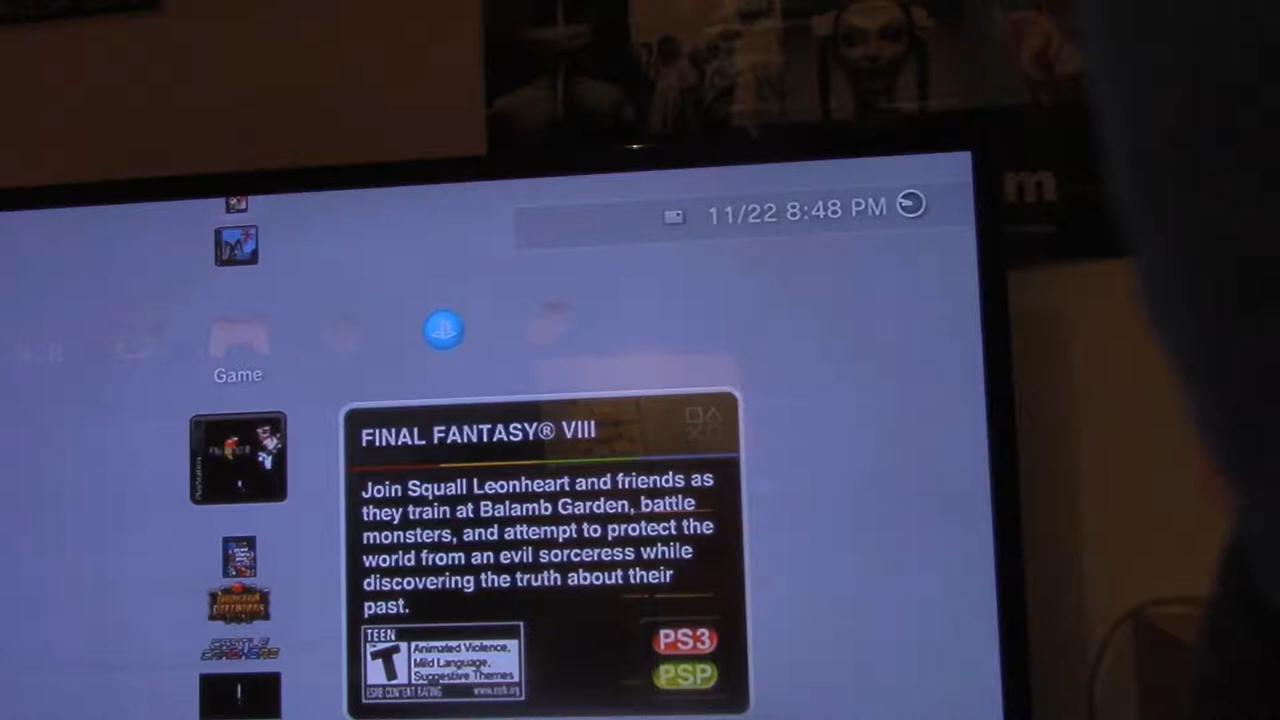 11/22 8:48 PM
m
Game
FINAL FANTASY® VIII
Join Squall Leonheart and friends as
they train at Balamb Garden, battle
monsters, and attempt to protect the
world from an evil sorceress while
discovering the truth about their
past.
TEEN
T
Animated Violence,
Mild Language,
Suggestive Themes
ESRB CONTENT RATING www.esrb.org
PS3
PSP